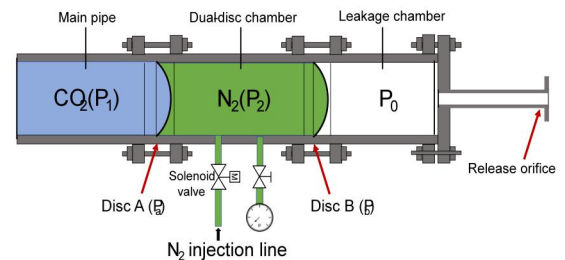 Main pipe
Dual-disc chamber
Leakage chamber
CO₂(P₁)
N₂(P₂)
P₀
Release orifice
Solenoid
valve
M
Disc A (Pₐ)
Disc B (P_b)
P
N₂ injection line